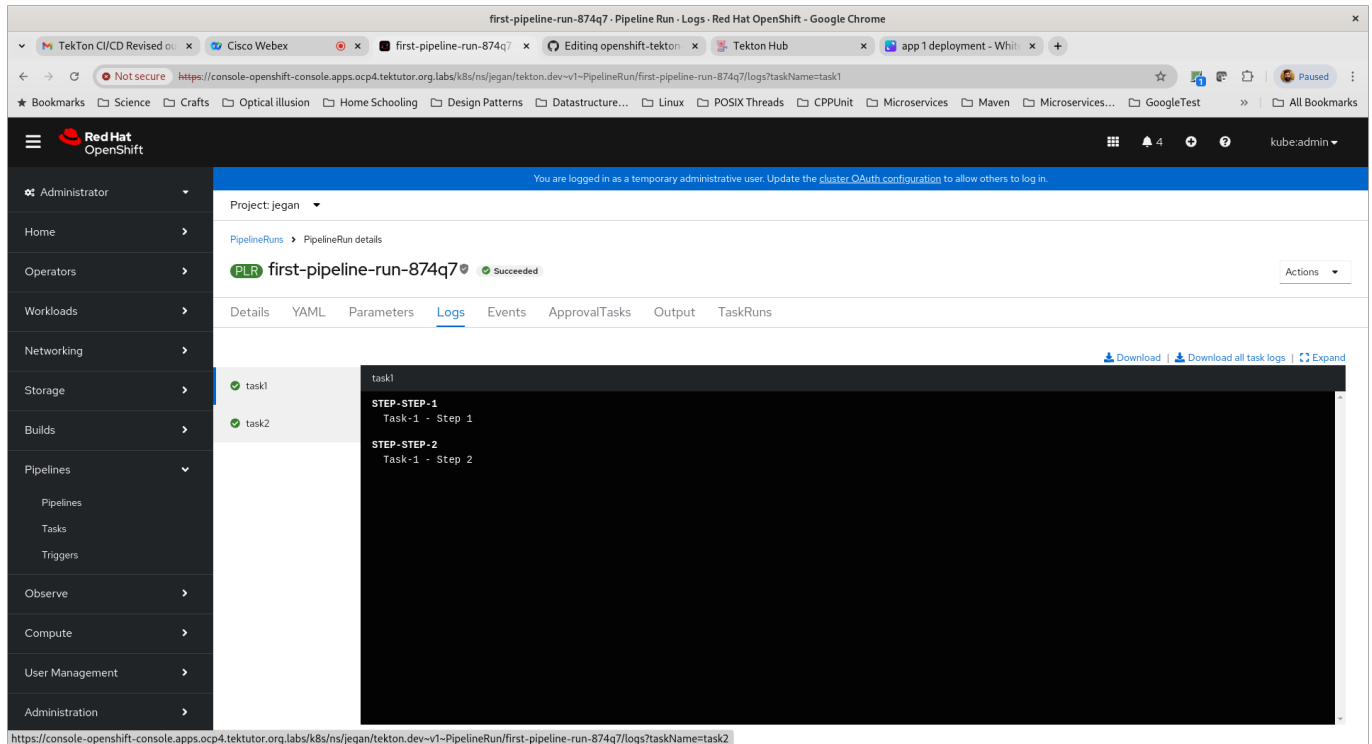 first-pipeline-run-874q7 · Pipeline Run · Logs · Red Hat OpenShift - Google Chrome
TekTon CI/CD Revised ou
Cisco Webex
first-pipeline-run-874q7
Editing openshift-tekton
Tekton Hub
app 1 deployment - Whit
Not secure https://console-openshift-console.apps.ocp4.tektutor.org.labs/k8s/ns/jegan/tekton.dev~v1~PipelineRun/first-pipeline-run-874q7/logs?taskName=task1
1
Paused
Bookmarks Science Crafts Optical illusion Home Schooling Design Patterns Datastructure... Linux POSIX Threads CPPUnit Microservices Maven Microservices... GoogleTest » All Bookmarks
Red Hat
OpenShift
4
kube:admin
You are logged in as a temporary administrative user. Update the cluster OAuth configuration to allow others to log in.
Administrator
Home
Operators
Workloads
Networking
Storage
Builds
Pipelines
Pipelines
Tasks
Triggers
Observe
Compute
User Management
Administration
Project: jegan
PipelineRuns > PipelineRun details
PLR first-pipeline-run-874q7 Succeeded
Actions
Details YAML Parameters Logs Events ApprovalTasks Output TaskRuns
Download | Download all task logs | Expand
task1
task2
task1
STEP-STEP-1
Task-1 - Step 1
STEP-STEP-2
Task-1 - Step 2
https://console-openshift-console.apps.ocp4.tektutor.org.labs/k8s/ns/jegan/tekton.dev~v1~PipelineRun/first-pipeline-run-874q7/logs?taskName=task2